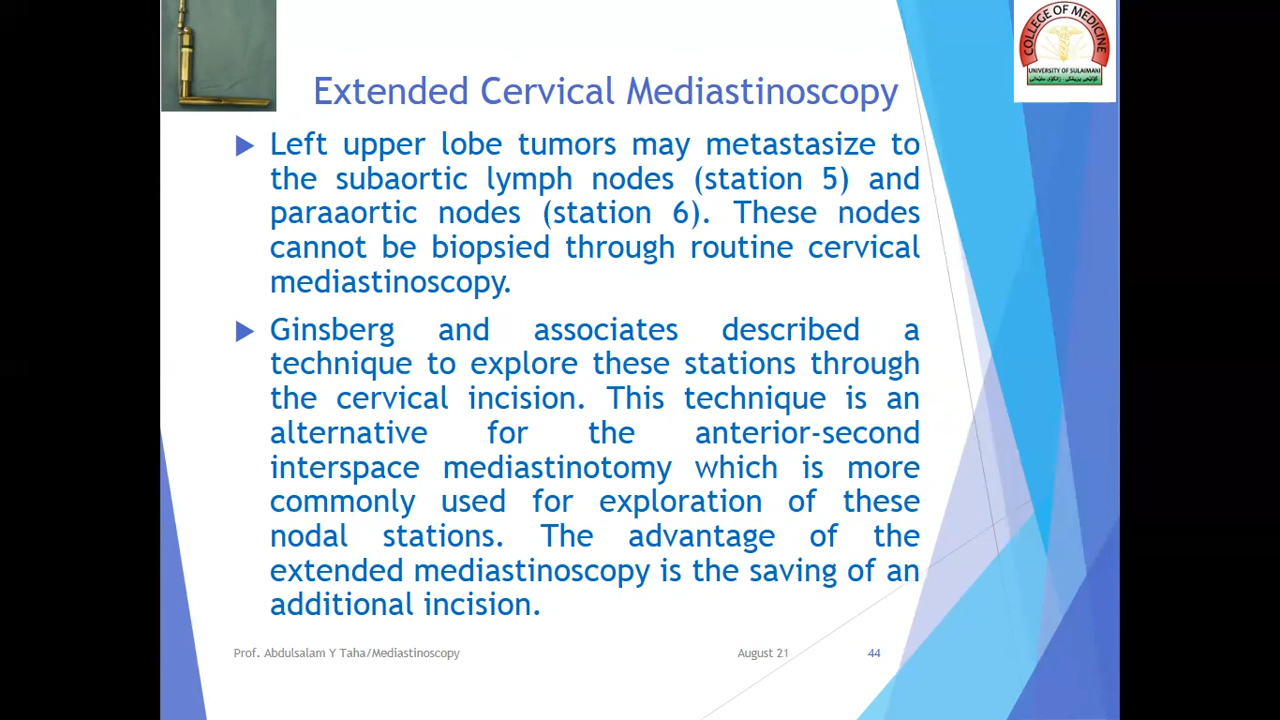 COLLEGE OF MEDICINE
UNIVERSITY OF SULAIMANI
Extended Cervical Mediastinoscopy
Left upper lobe tumors may metastasize to
the subaortic lymph nodes (station 5) and
paraaortic nodes (station 6). These nodes
cannot be biopsied through routine cervical
mediastinoscopy.
Ginsberg and associates described a
technique to explore these stations through
the cervical incision. This technique is an
alternative for the anterior-second
interspace mediastinotomy which is more
commonly used for exploration of these
nodal stations. The advantage of the
extended mediastinoscopy is the saving of an
additional incision.
Prof. Abdulsalam Y Taha/Mediastinoscopy
August 21
44